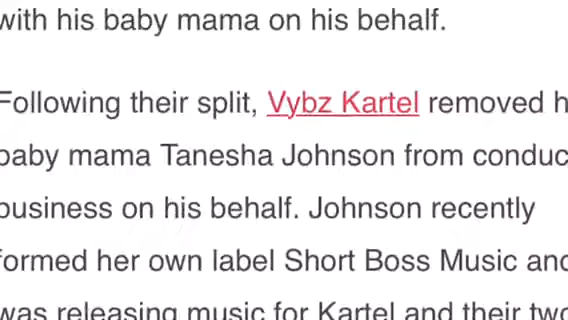 with his baby mama on his behalf.
Following their split, Vybz Kartel removed h
baby mama Tanesha Johnson from conduc
business on his behalf. Johnson recently
formed her own label Short Boss Music and
was releasing music for Kartel and their two